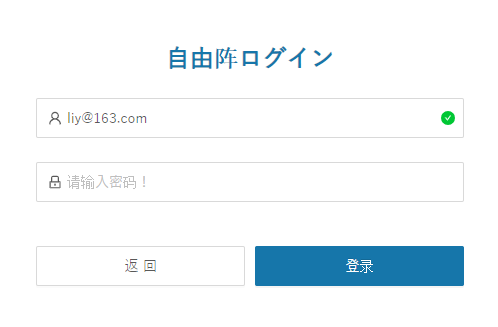 自由阵ログイン
liy@163.com
请输入密码！
返 回
登录